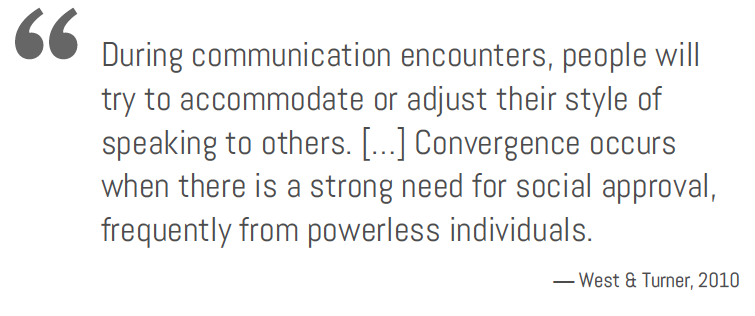 “
During communication encounters, people will
try to accommodate or adjust their style of
speaking to others. [...] Convergence occurs
when there is a strong need for social approval,
frequently from powerless individuals.
— West & Turner, 2010